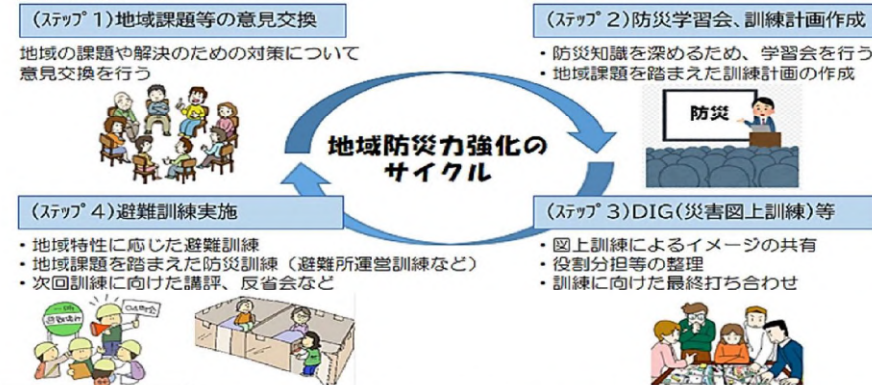 (ｽﾃｯﾌﾟ1)地域課題等の意見交換
地域の課題や解決のための対策について
意見交換を行う
(ｽﾃｯﾌﾟ2)防災学習会、訓練計画作成
・防災知識を深めるため、学習会を行う
・地域課題を踏まえた訓練計画の作成
防災
地域防災力強化の
サイクル
(ｽﾃｯﾌﾟ3)DIG(災害図上訓練)等
・図上訓練によるイメージの共有
・役割分担等の整理
・訓練に向けた最終打ち合わせ
(ｽﾃｯﾌﾟ4)避難訓練実施
・地域特性に応じた避難訓練
・地域課題を踏まえた防災訓練（避難所運営訓練など）
・次回訓練に向けた講評、反省会など